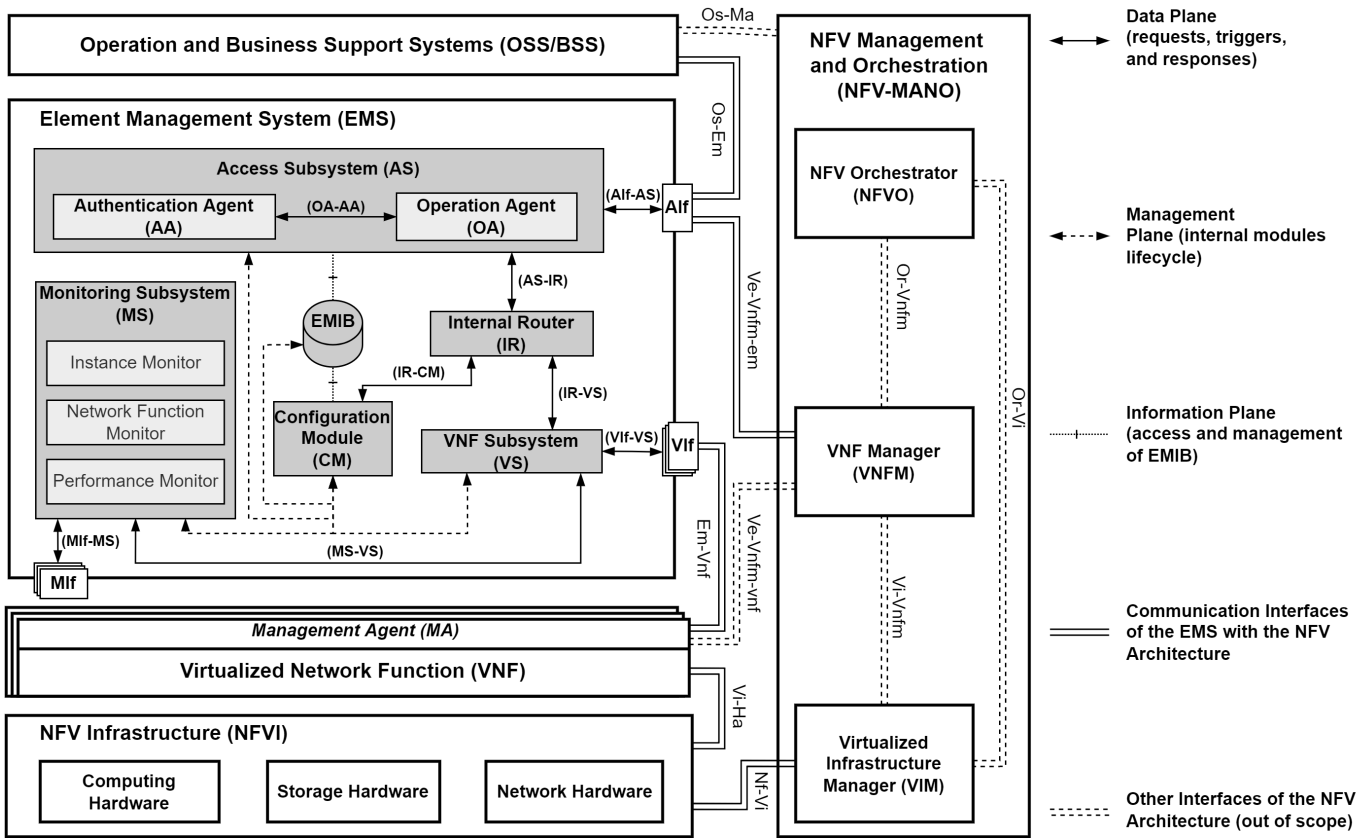 Operation and Business Support Systems (OSS/BSS)
Os-Ma
Os-Em
Element Management System (EMS)
Access Subsystem (AS)
Authentication Agent
(AA)
(OA-AA)
Operation Agent
(OA)
(AIf-AS)
AIf
Monitoring Subsystem
(MS)
Instance Monitor
Network Function
Monitor
Performance Monitor
EMIB
(AS-IR)
Internal Router
(IR)
(IR-CM)
(IR-VS)
Configuration
Module
(CM)
VNF Subsystem
(VS)
(VIf-VS)
VIf
(MIf-MS)
(MS-VS)
MIf
Ve-Vnfm-em
Em-Vnf
Ve-Vnfm-vnf
Management Agent (MA)
Virtualized Network Function (VNF)
Vi-Ha
NFV Infrastructure (NFVI)
Computing
Hardware
Storage Hardware
Network Hardware
Nf-Vi
NFV Management
and Orchestration
(NFV-MANO)
NFV Orchestrator
(NFVO)
Or-Vnfm
Or-Vi
VNF Manager
(VNFM)
Vi-Vnfm
Virtualized
Infrastructure
Manager (VIM)
Data Plane
(requests, triggers,
and responses)
Management
Plane (internal modules
lifecycle)
Information Plane
(access and management
of EMIB)
Communication Interfaces
of the EMS with the NFV
Architecture
Other Interfaces of the NFV
Architecture (out of scope)